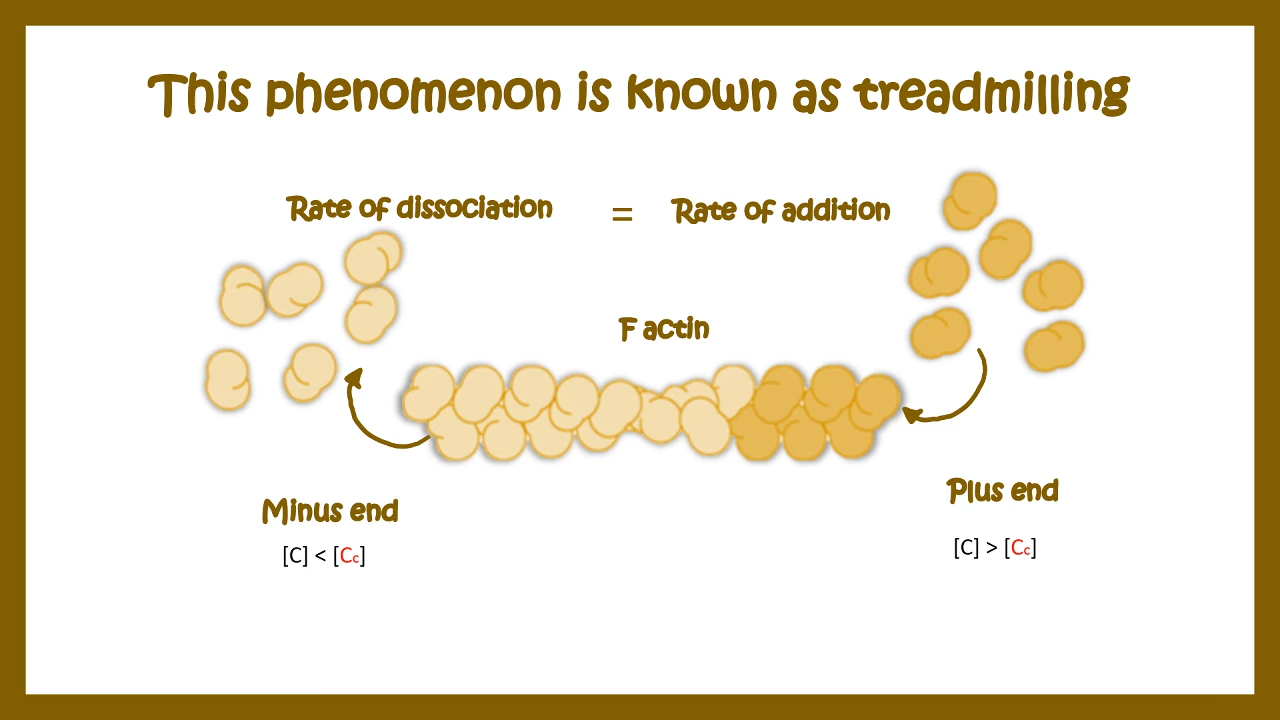 This phenomenon is known as treadmilling
Rate of dissociation = Rate of addition
F actin
Minus end
[C] < [Cc]
Plus end
[C] > [Cc]